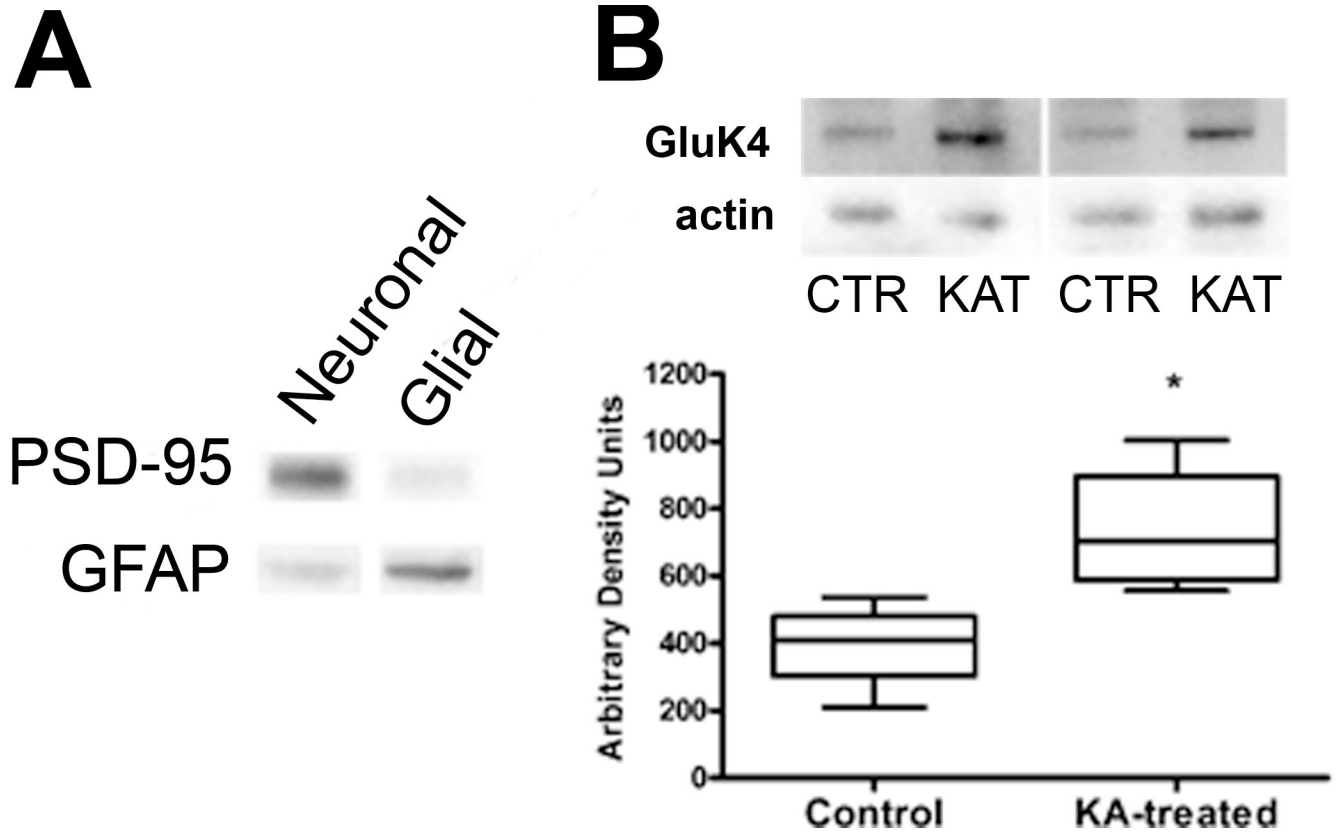 A
B
GluK4
actin
CTR KAT CTR KAT
Neuronal
Glial
PSD-95
GFAP
Arbitrary Density Units
1200
*
1000
800
600
400
200
0
Control KA-treated